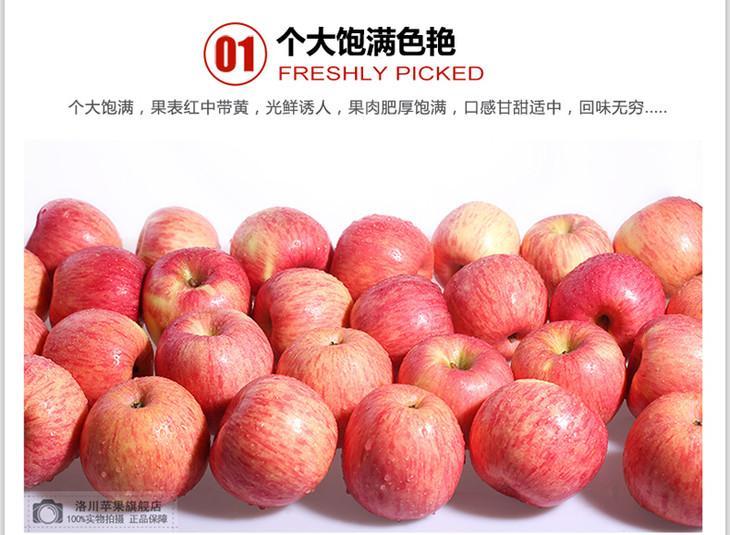 01
个大饱满色艳
FRESHLY PICKED
个大饱满，果表红中带黄，光鲜诱人，果肉肥厚饱满，口感甘甜适中，回味无穷.....
洛川苹果旗舰店
100%实物拍摄 正品保障